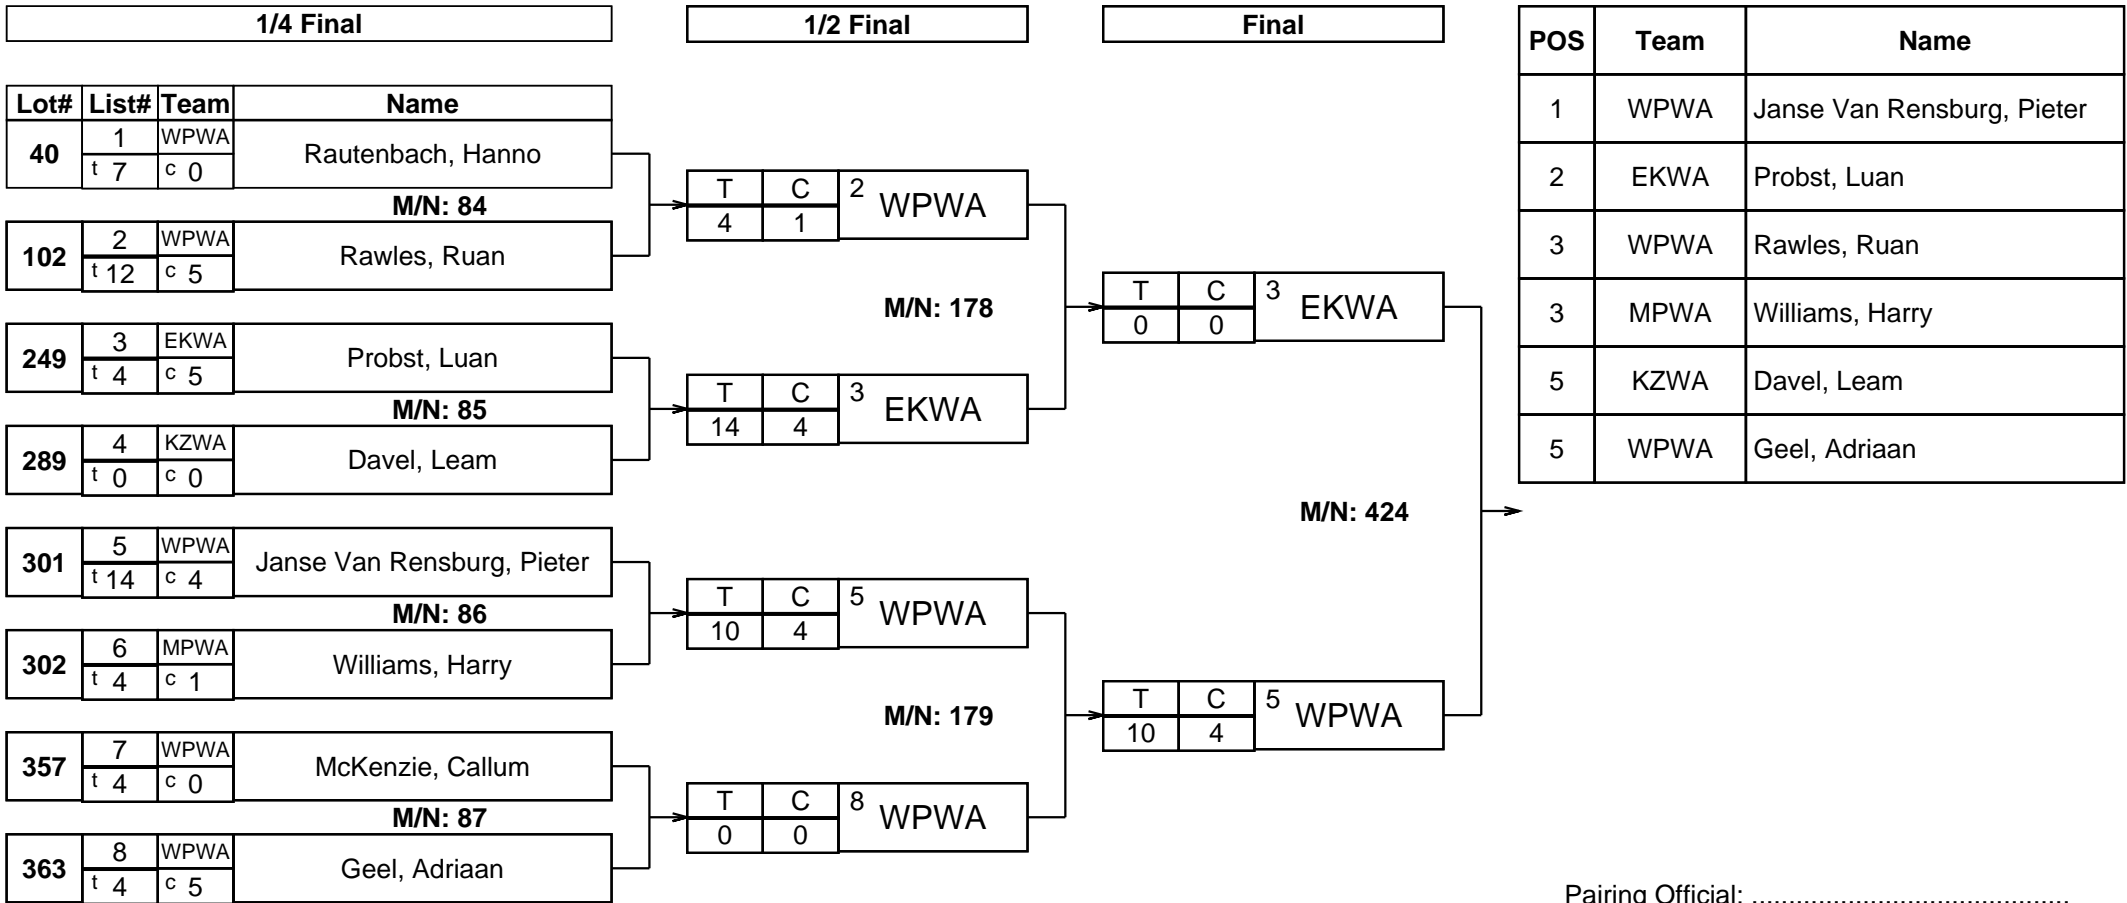 1/4 Final
1/2 Final
Final
Lot# List# Team Name
40 1 WPWA Rautenbach, Hanno
t 7 c 0
M/N: 84
102 2 WPWA Rawles, Ruan
t 12 c 5
249 3 EKWA Probst, Luan
t 4 c 5
M/N: 85
289 4 KZWA Davel, Leam
t 0 c 0
301 5 WPWA Janse Van Rensburg, Pieter
t 14 c 4
M/N: 86
302 6 MPWA Williams, Harry
t 4 c 1
357 7 WPWA McKenzie, Callum
t 4 c 0
M/N: 87
363 8 WPWA Geel, Adriaan
t 4 c 5
T C 2 WPWA
4 1
M/N: 178
T C 3 EKWA
14 4
T C 5 WPWA
10 4
M/N: 179
T C 8 WPWA
0 0
T C 3 EKWA
0 0
M/N: 424
T C 5 WPWA
10 4
POS Team Name
1 WPWA Janse Van Rensburg, Pieter
2 EKWA Probst, Luan
3 WPWA Rawles, Ruan
3 MPWA Williams, Harry
5 KZWA Davel, Leam
5 WPWA Geel, Adriaan
Pairing Official: ...........................................